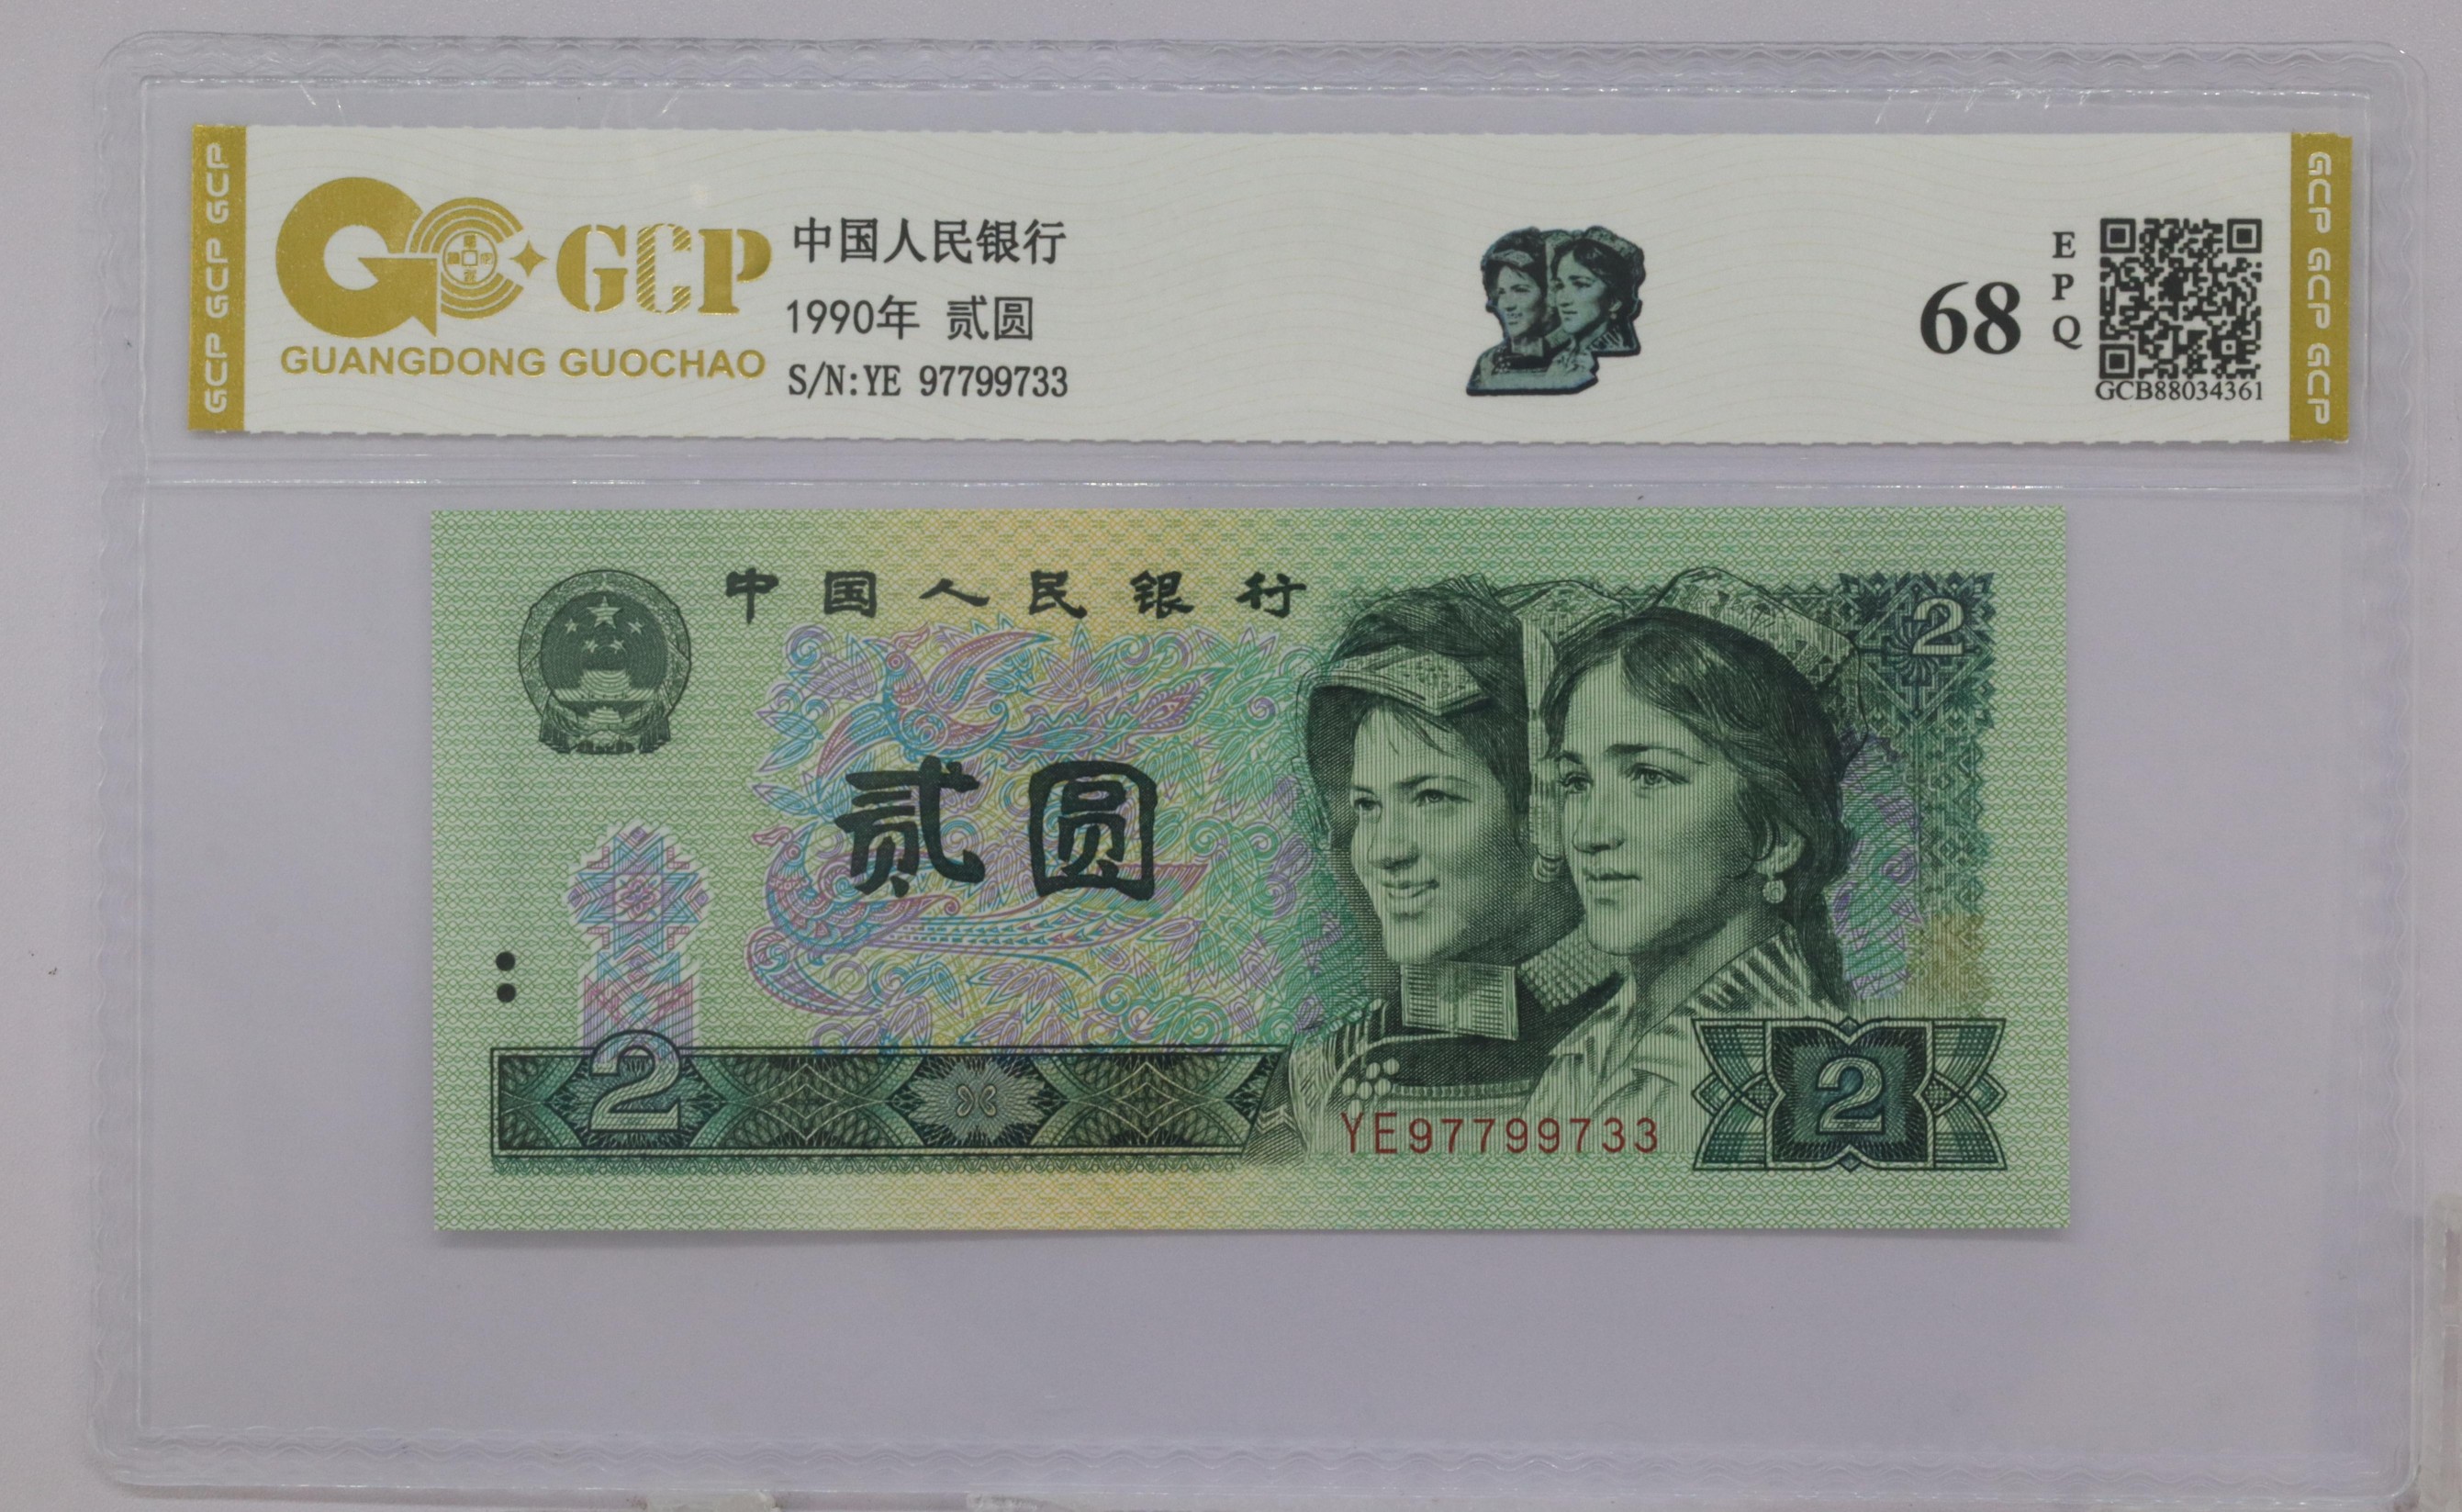 GCP GCP GCP
GCP
GUANGDONG GUOCHAO
中国人民银行
1990年 贰圆
S/N:YE 97799733
68
EPQ
GCB88034361
GCP GCP GCP
中国人民银行
2
贰圆
2
YE97799733
2